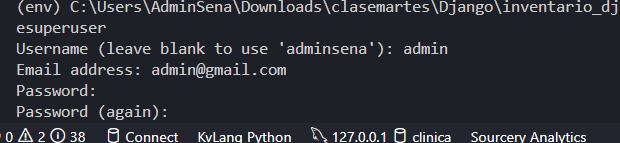 (env) C:\Users\AdminSena\Downloads\clasemartes\Django\inventario_dj
esuperuser
Username (leave blank to use 'adminsena'): admin
Email address: admin@gmail.com
Password:
Password (again):
0 2 38 Connect KvLang Python 127.0.0.1 clinica Sourcery Analytics